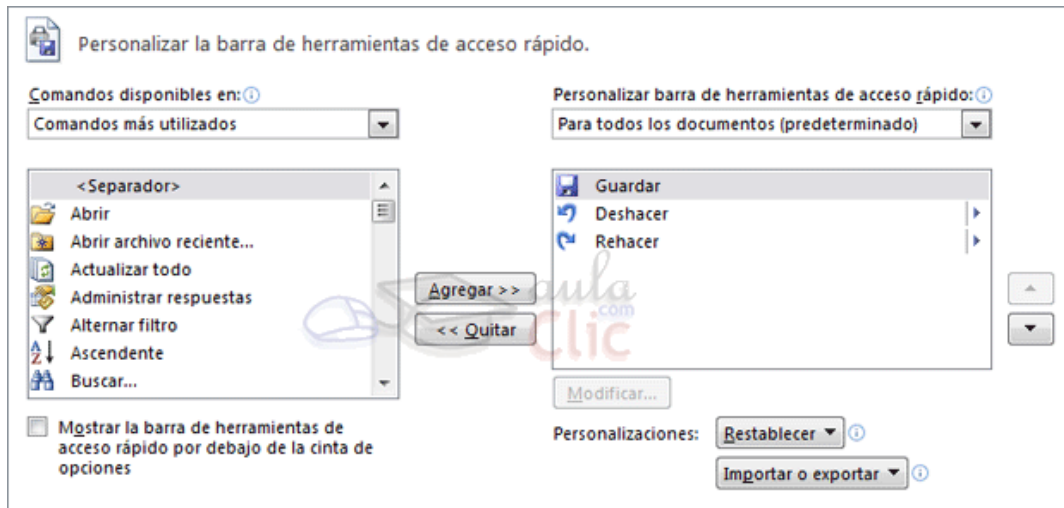 Personalizar la barra de herramientas de acceso rápido.
Comandos disponibles en:
Comandos más utilizados
<Separador>
Abrir
Abrir archivo reciente...
Actualizar todo
Administrar respuestas
Alternar filtro
Ascendente
Buscar...
Mostrar la barra de herramientas de
acceso rápido por debajo de la cinta de
opciones
Agregar >>
<< Quitar
Personalizar barra de herramientas de acceso rápido:
Para todos los documentos (predeterminado)
Guardar
Deshacer
Rehacer
aula
.com
Clic
Modificar...
Personalizaciones:
Restablecer
Importar o exportar